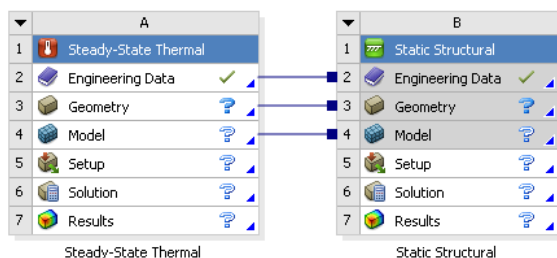 A
1 Steady-State Thermal
2 Engineering Data
3 Geometry
4 Model
5 Setup
6 Solution
7 Results
Steady-State Thermal
B
1 Static Structural
2 Engineering Data
3 Geometry
4 Model
5 Setup
6 Solution
7 Results
Static Structural